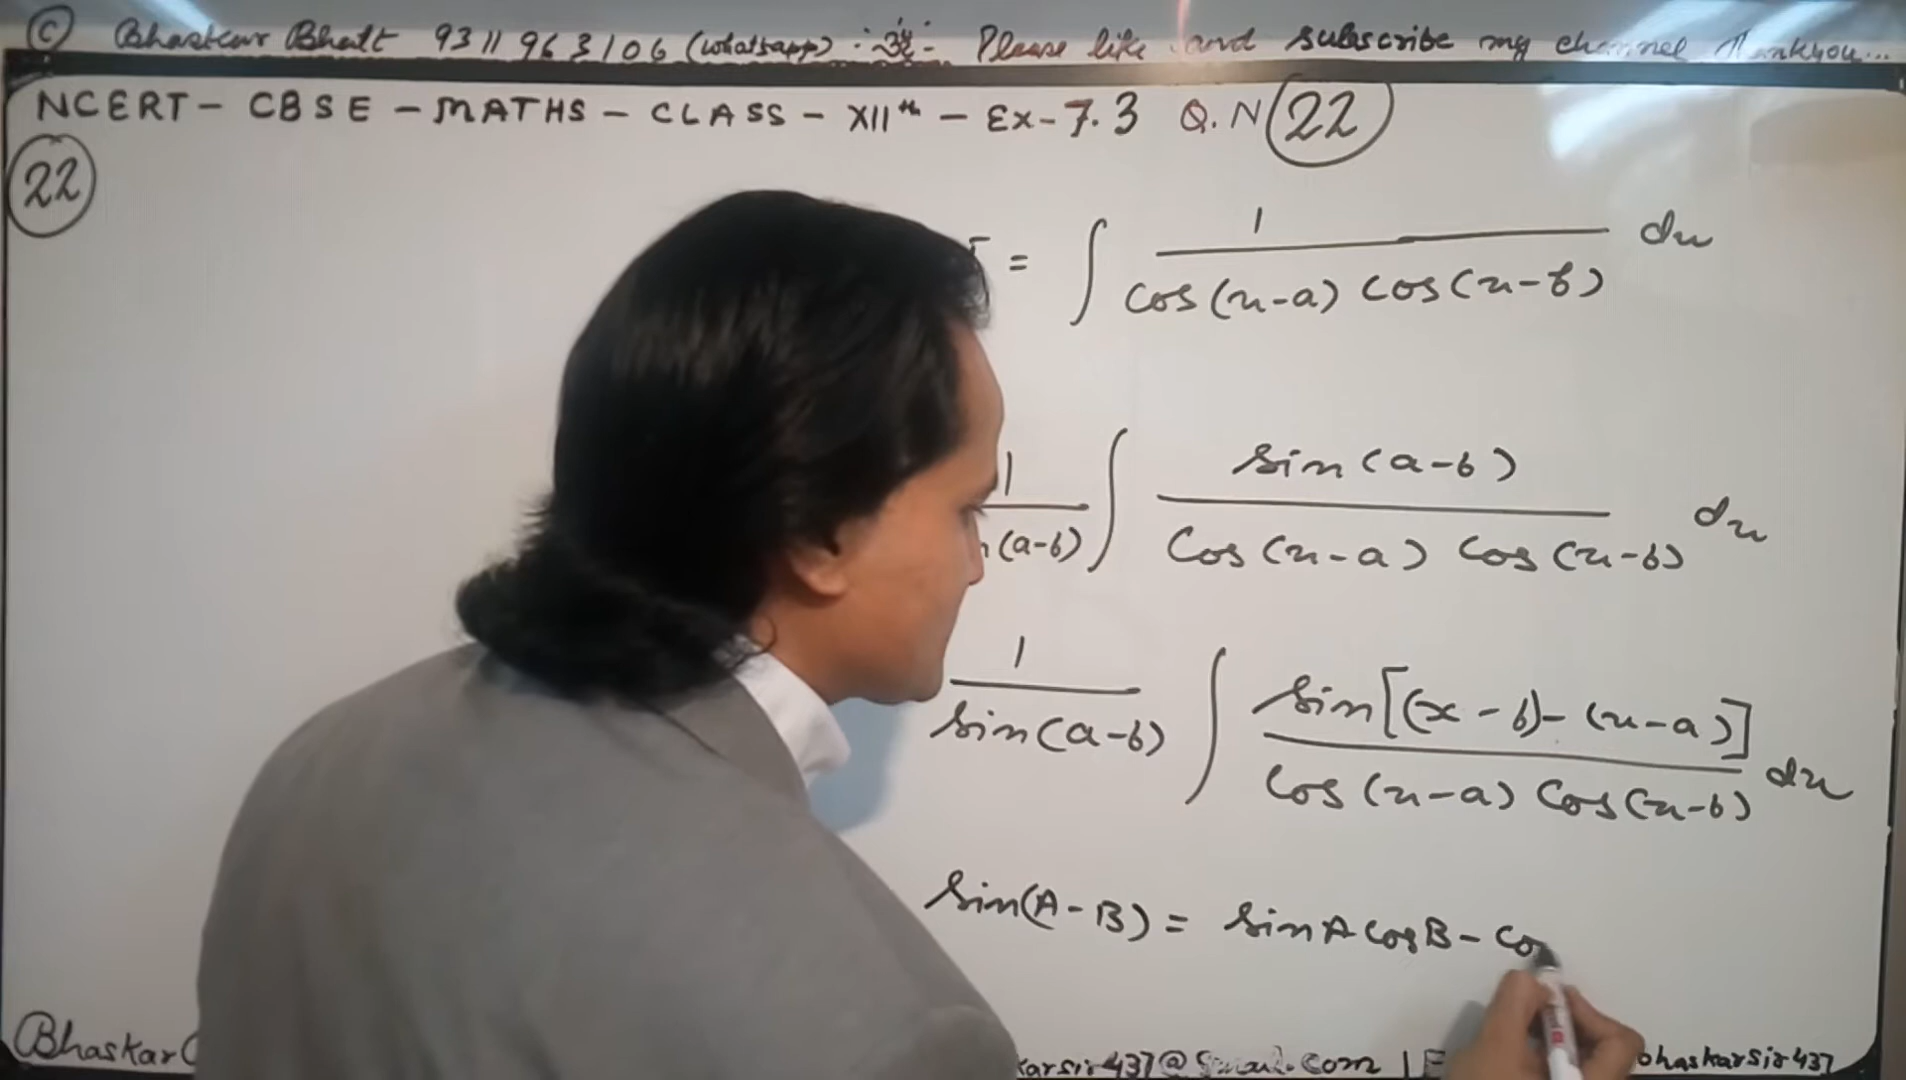 © Bhaskar Bhatt 9311963106 (whatsapp) :- Please like and subscribe my channel Thankyou...
NCERT - CBSE - MATHS - CLASS - XIIth - Ex-7.3 Q.N 22
22
I = ∫ 1 / cos(x-a) cos(x-b) dx
1 / (a-b) ∫ sin(a-b) / cos(x-a) cos(x-b) dx
1 / sin(a-b) ∫ sin[(x-b)-(x-a)] / cos(x-a) cos(x-b) dx
sin(A-B) = sinA cosB - co
Bhaskar karsir437@gmail.com | bhaskarsir437